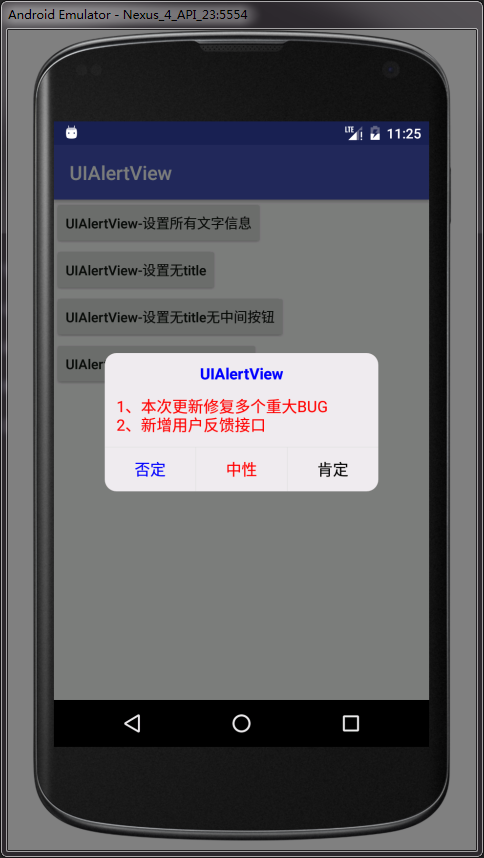 Android Emulator - Nexus_4_API_23:5554
LTE 11:25
UIAlertView
UIAlertView-设置所有文字信息
UIAlertView-设置无title
UIAlertView-设置无title无中间按钮
UIAler
UIAlertView
1、本次更新修复多个重大BUG
2、新增用户反馈接口
否定 中性 肯定